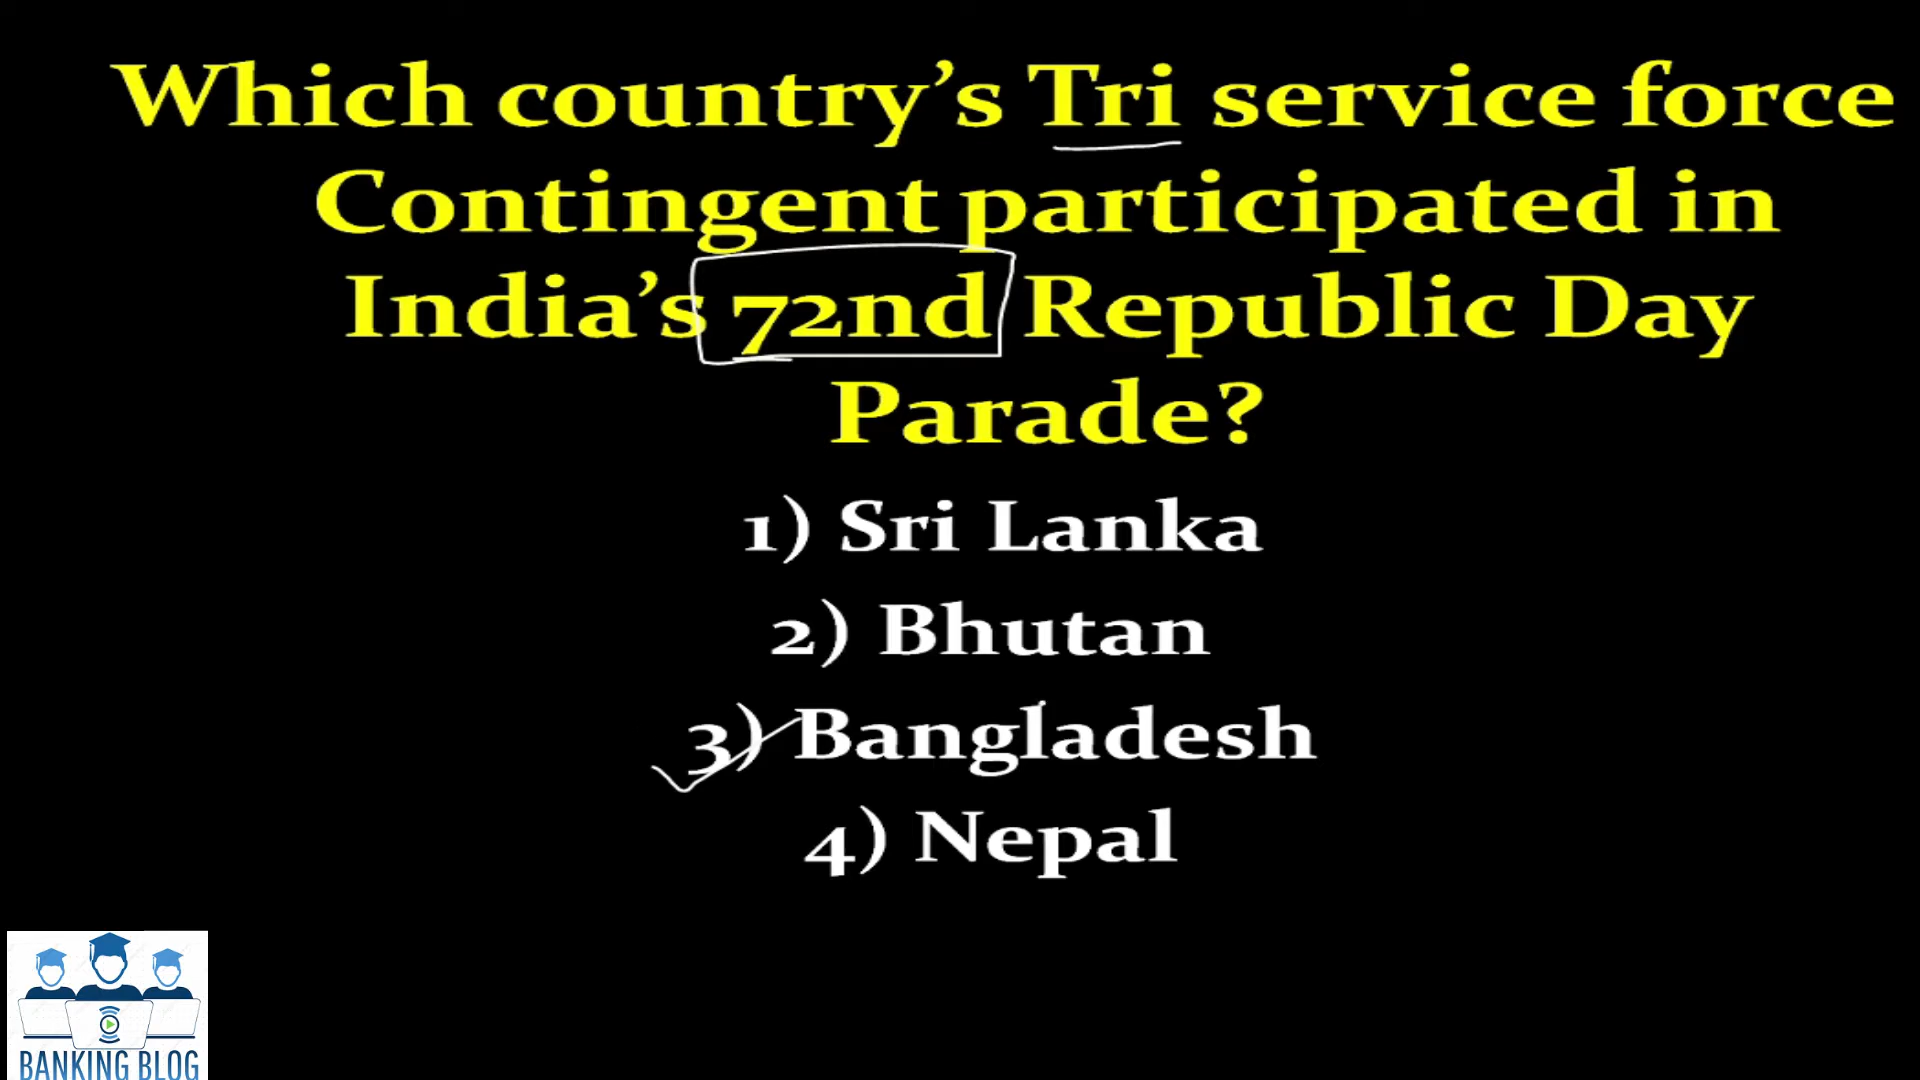 Which country’s Tri service force
Contingent participated in
India’s 72nd Republic Day
Parade?
1) Sri Lanka
2) Bhutan
3) Bangladesh
4) Nepal
BANKING BLOG